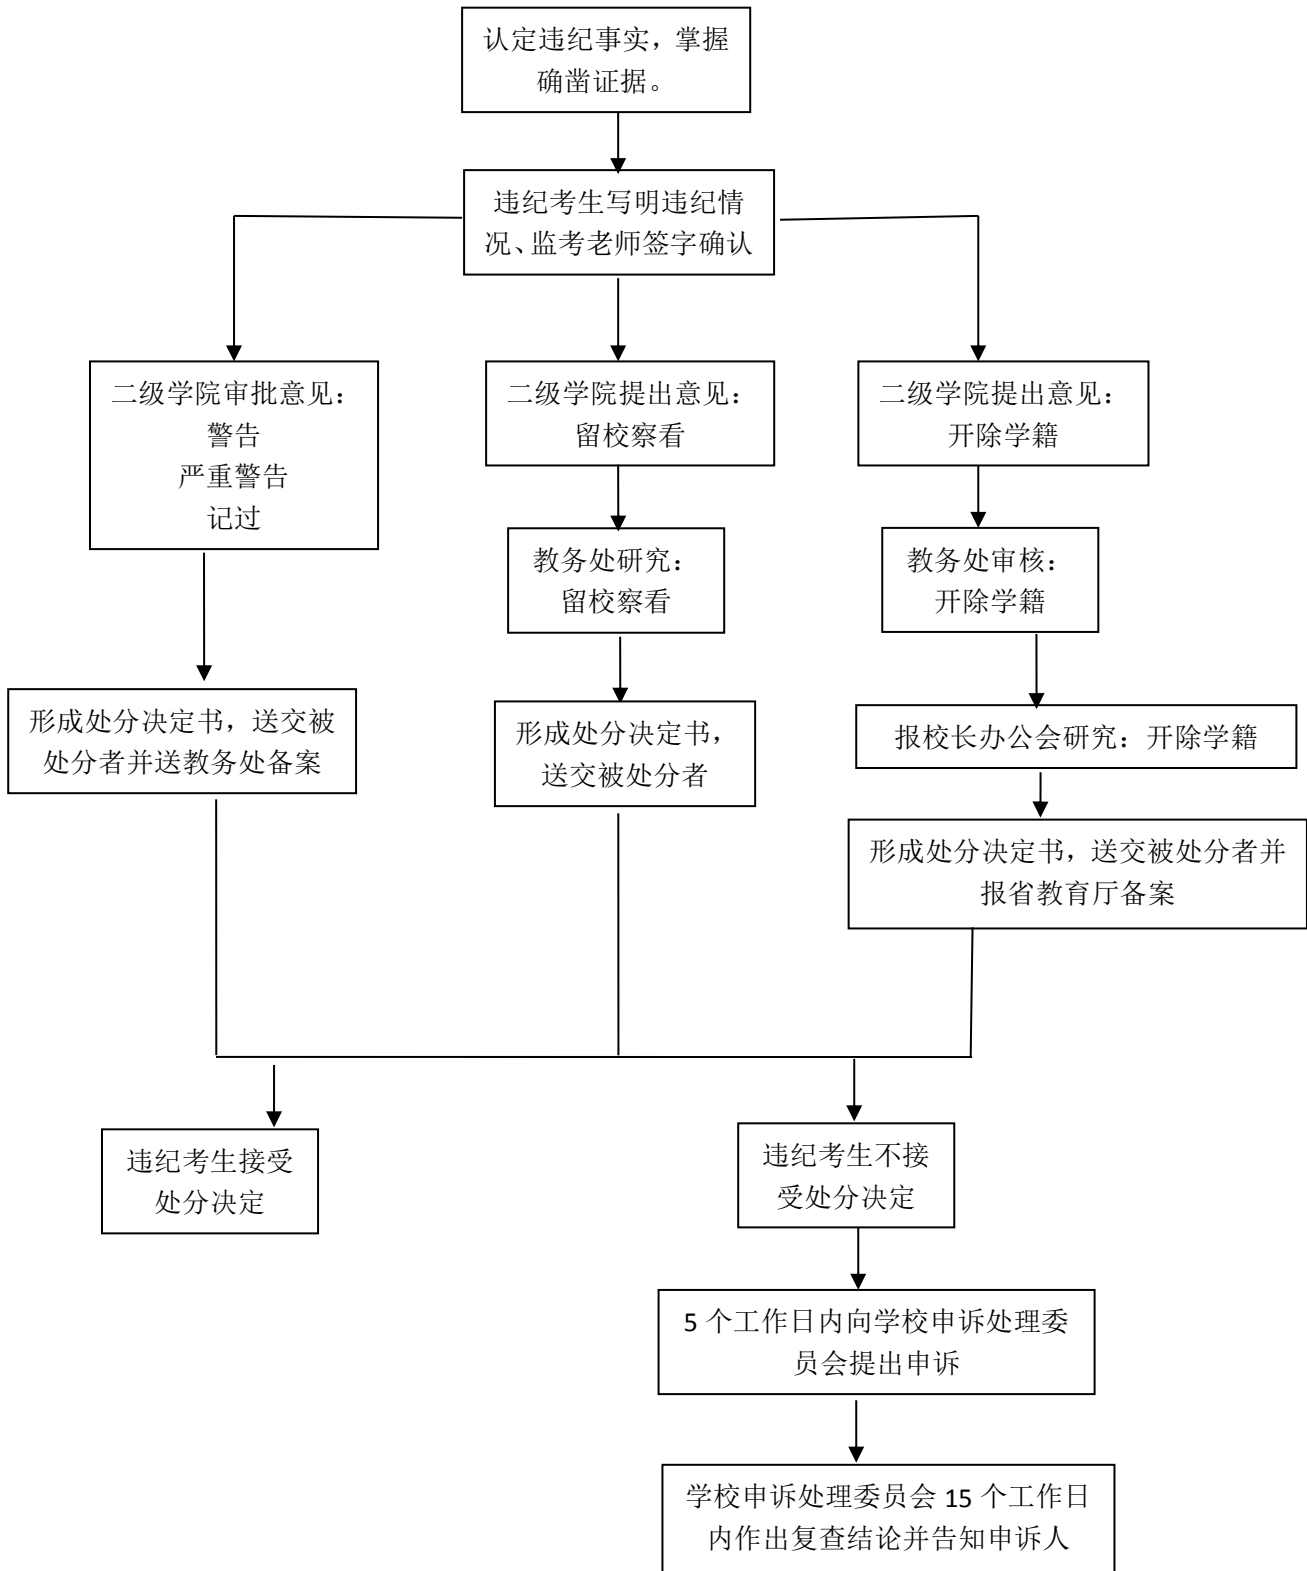 认定违纪事实，掌握
确凿证据。
违纪考生写明违纪情
况、监考老师签字确认
二级学院审批意见：
警告
严重警告
记过
二级学院提出意见：
留校察看
二级学院提出意见：
开除学籍
教务处研究：
留校察看
教务处审核：
开除学籍
形成处分决定书，送交被
处分者并送教务处备案
形成处分决定书，
送交被处分者
报校长办公会研究：开除学籍
形成处分决定书，送交被处分者并
报省教育厅备案
违纪考生接受
处分决定
违纪考生不接
受处分决定
5 个工作日内向学校申诉处理委
员会提出申诉
学校申诉处理委员会 15 个工作日
内作出复查结论并告知申诉人